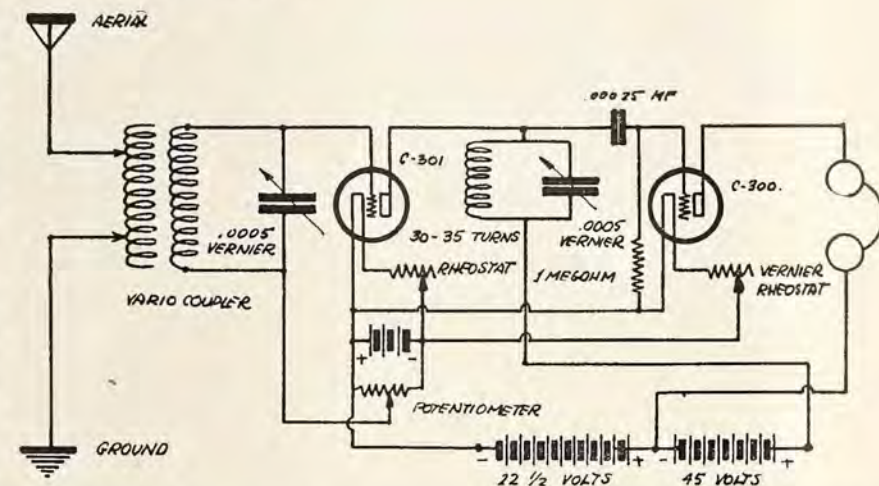 AERIAL
.00025 MF
C-301
C-300.
.0005
VERNIER
30-35 TURNS
.0005
VERNIER
RHEOSTAT
1 MEGOHM
VERNIER
RHEOSTAT
VARIO COUPLER
+ -
POTENTIOMETER
GROUND
- + - +
22 1/2 VOLTS
45 VOLTS